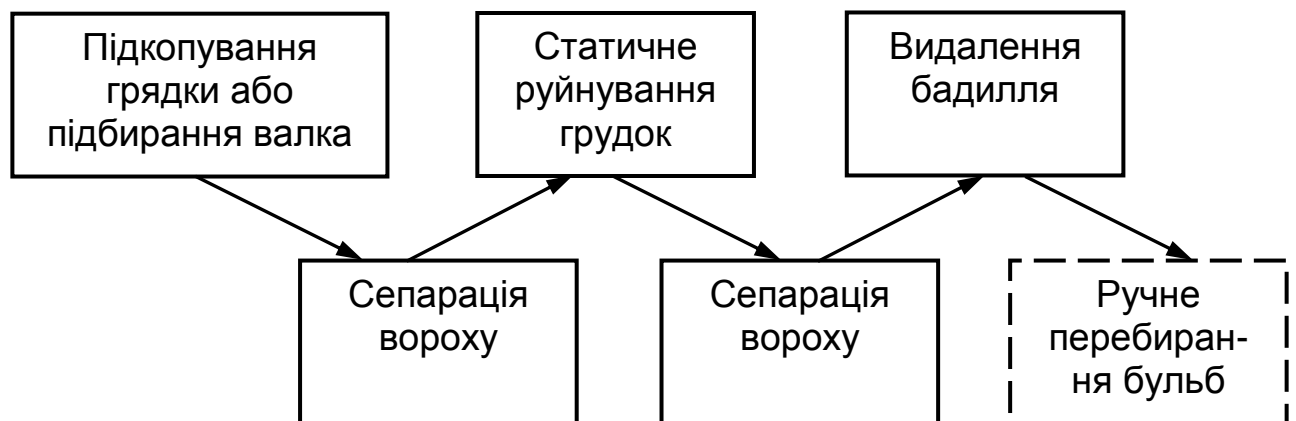 Підкопування
грядки або
підбирання валка
Статичне
руйнування
грудок
Видалення
бадилля
Сепарація
вороху
Сепарація
вороху
Ручне
перебиран-
ня бульб